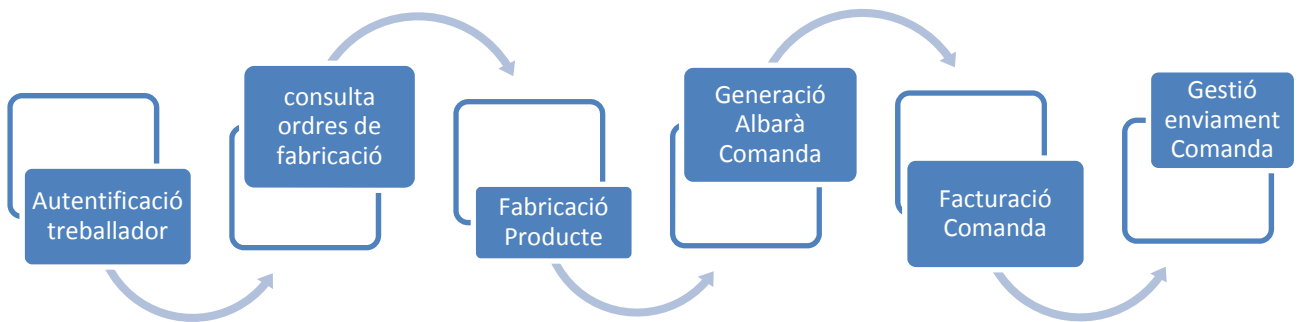 Autentificació
treballador
consulta
ordres de
fabricació
Fabricació
Producte
Generació
Albarà
Comanda
Facturació
Comanda
Gestió
enviament
Comanda